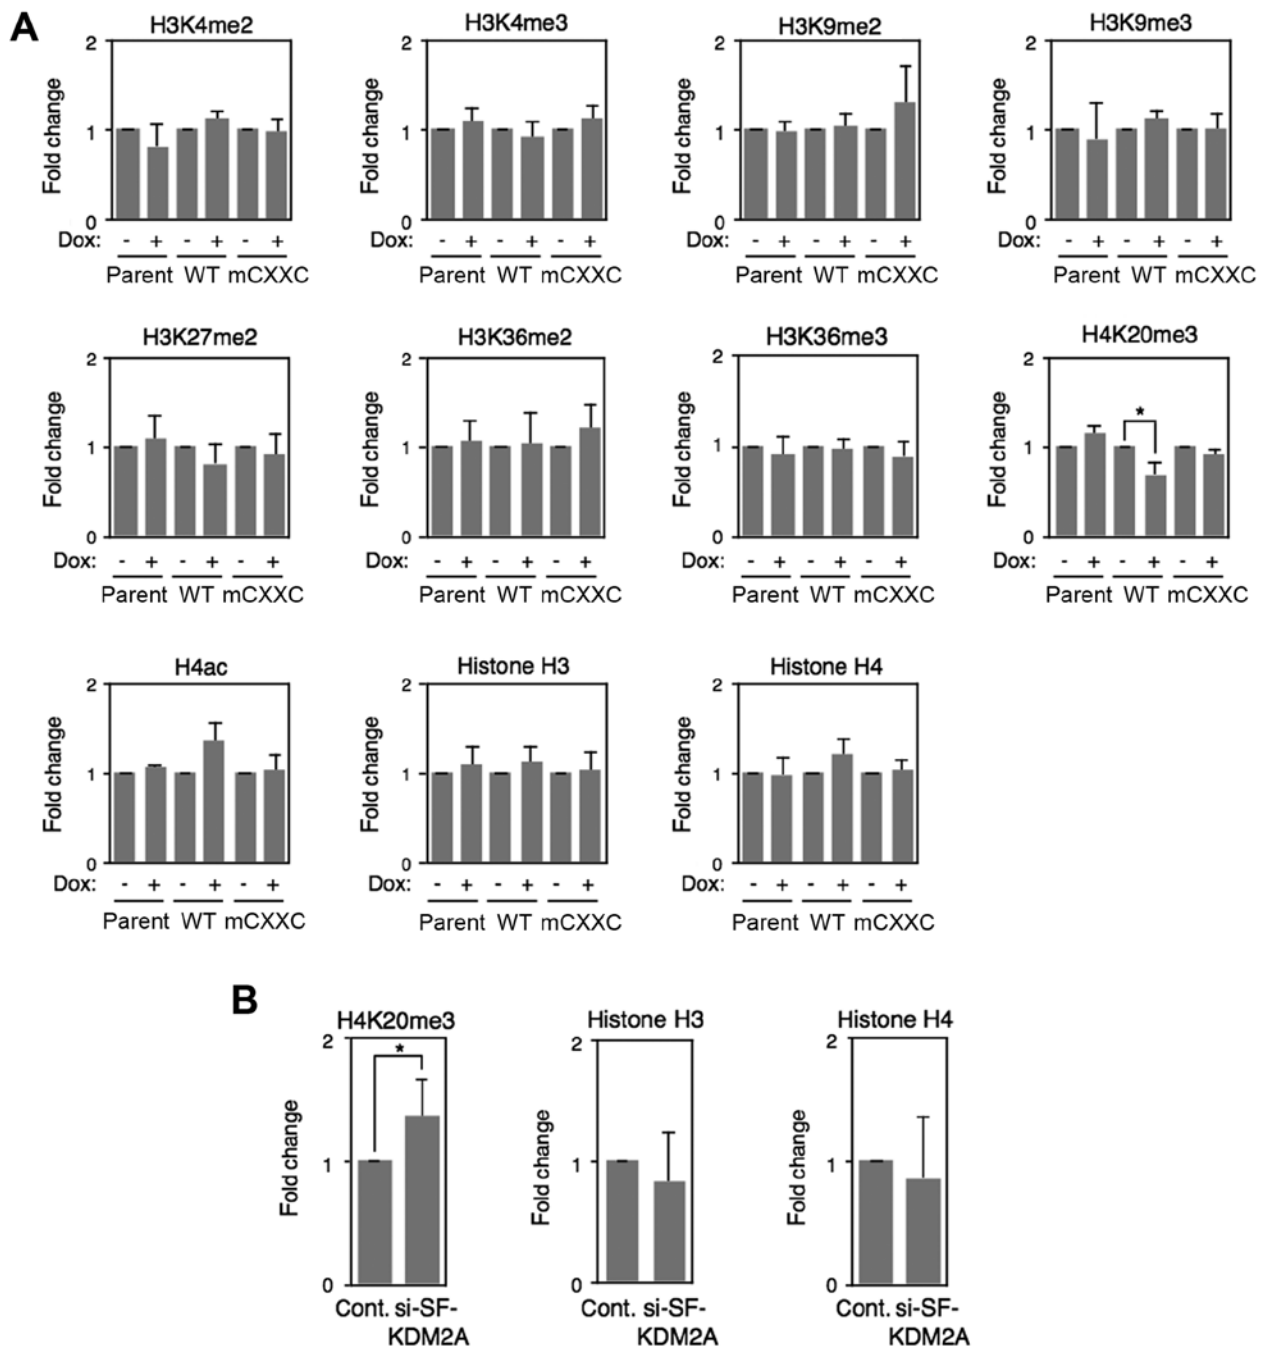 A
H3K4me2 H3K4me3 H3K9me2 H3K9me3
2 2 2 2
Fold change Fold change Fold change Fold change
1 1 1 1
0 0 0 0
Dox: - + - + - + Dox: - + - + - + Dox: - + - + - + Dox: - + - + - +
Parent WT mCXXC Parent WT mCXXC Parent WT mCXXC Parent WT mCXXC
H3K27me2 H3K36me2 H3K36me3 H4K20me3
2 2 2 2
*
Fold change Fold change Fold change Fold change
1 1 1 1
0 0 0 0
Dox: - + - + - + Dox: - + - + - + Dox: - + - + - + Dox: - + - + - +
Parent WT mCXXC Parent WT mCXXC Parent WT mCXXC Parent WT mCXXC
H4ac Histone H3 Histone H4
2 2 2
Fold change Fold change Fold change
1 1 1
0 0 0
Dox: - + - + - + Dox: - + - + - + Dox: - + - + - +
Parent WT mCXXC Parent WT mCXXC Parent WT mCXXC
B
H4K20me3 Histone H3 Histone H4
2 2 2
*
Fold change Fold change Fold change
1 1 1
0 0 0
Cont. si-SF- Cont. si-SF- Cont. si-SF-
KDM2A KDM2A KDM2A